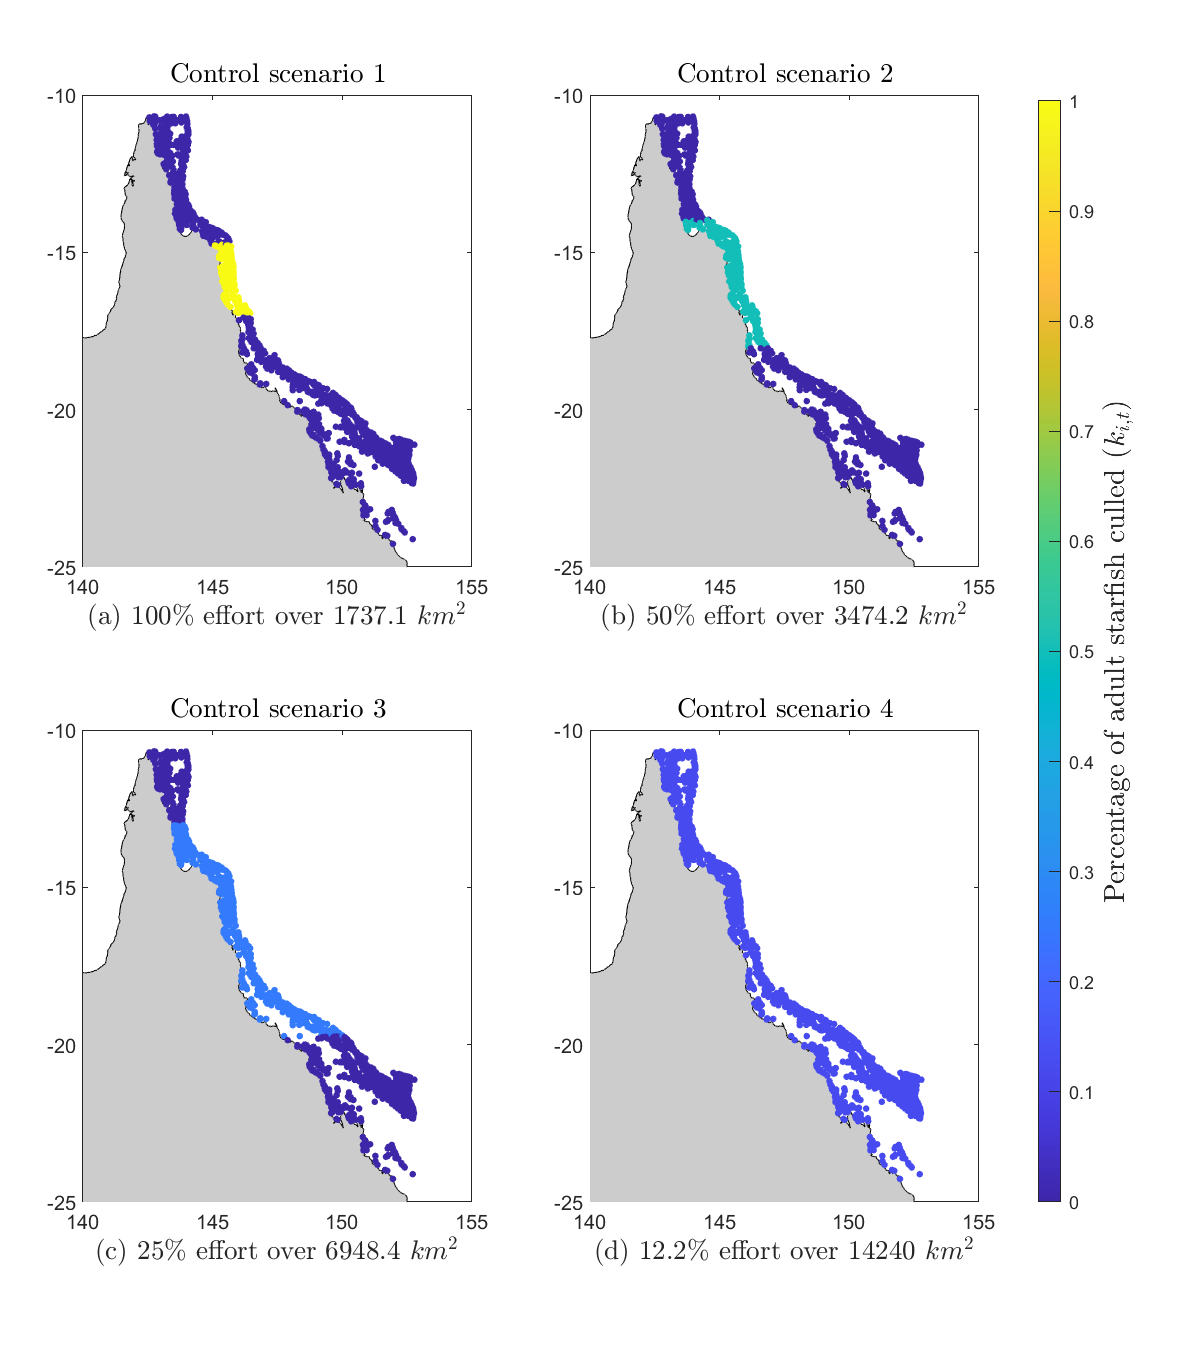 Control scenario 1
-10
-15
-20
-25
140 145 150 155
(a) 100% effort over 1737.1 km²
Control scenario 2
-10
-15
-20
-25
140 145 150 155
(b) 50% effort over 3474.2 km²
Control scenario 3
-10
-15
-20
-25
140 145 150 155
(c) 25% effort over 6948.4 km²
Control scenario 4
-10
-15
-20
-25
140 145 150 155
(d) 12.2% effort over 14240 km²
1
0.9
0.8
0.7
0.6
0.5
0.4
0.3
0.2
0.1
0
Percentage of adult starfish culled (k_{i,t})